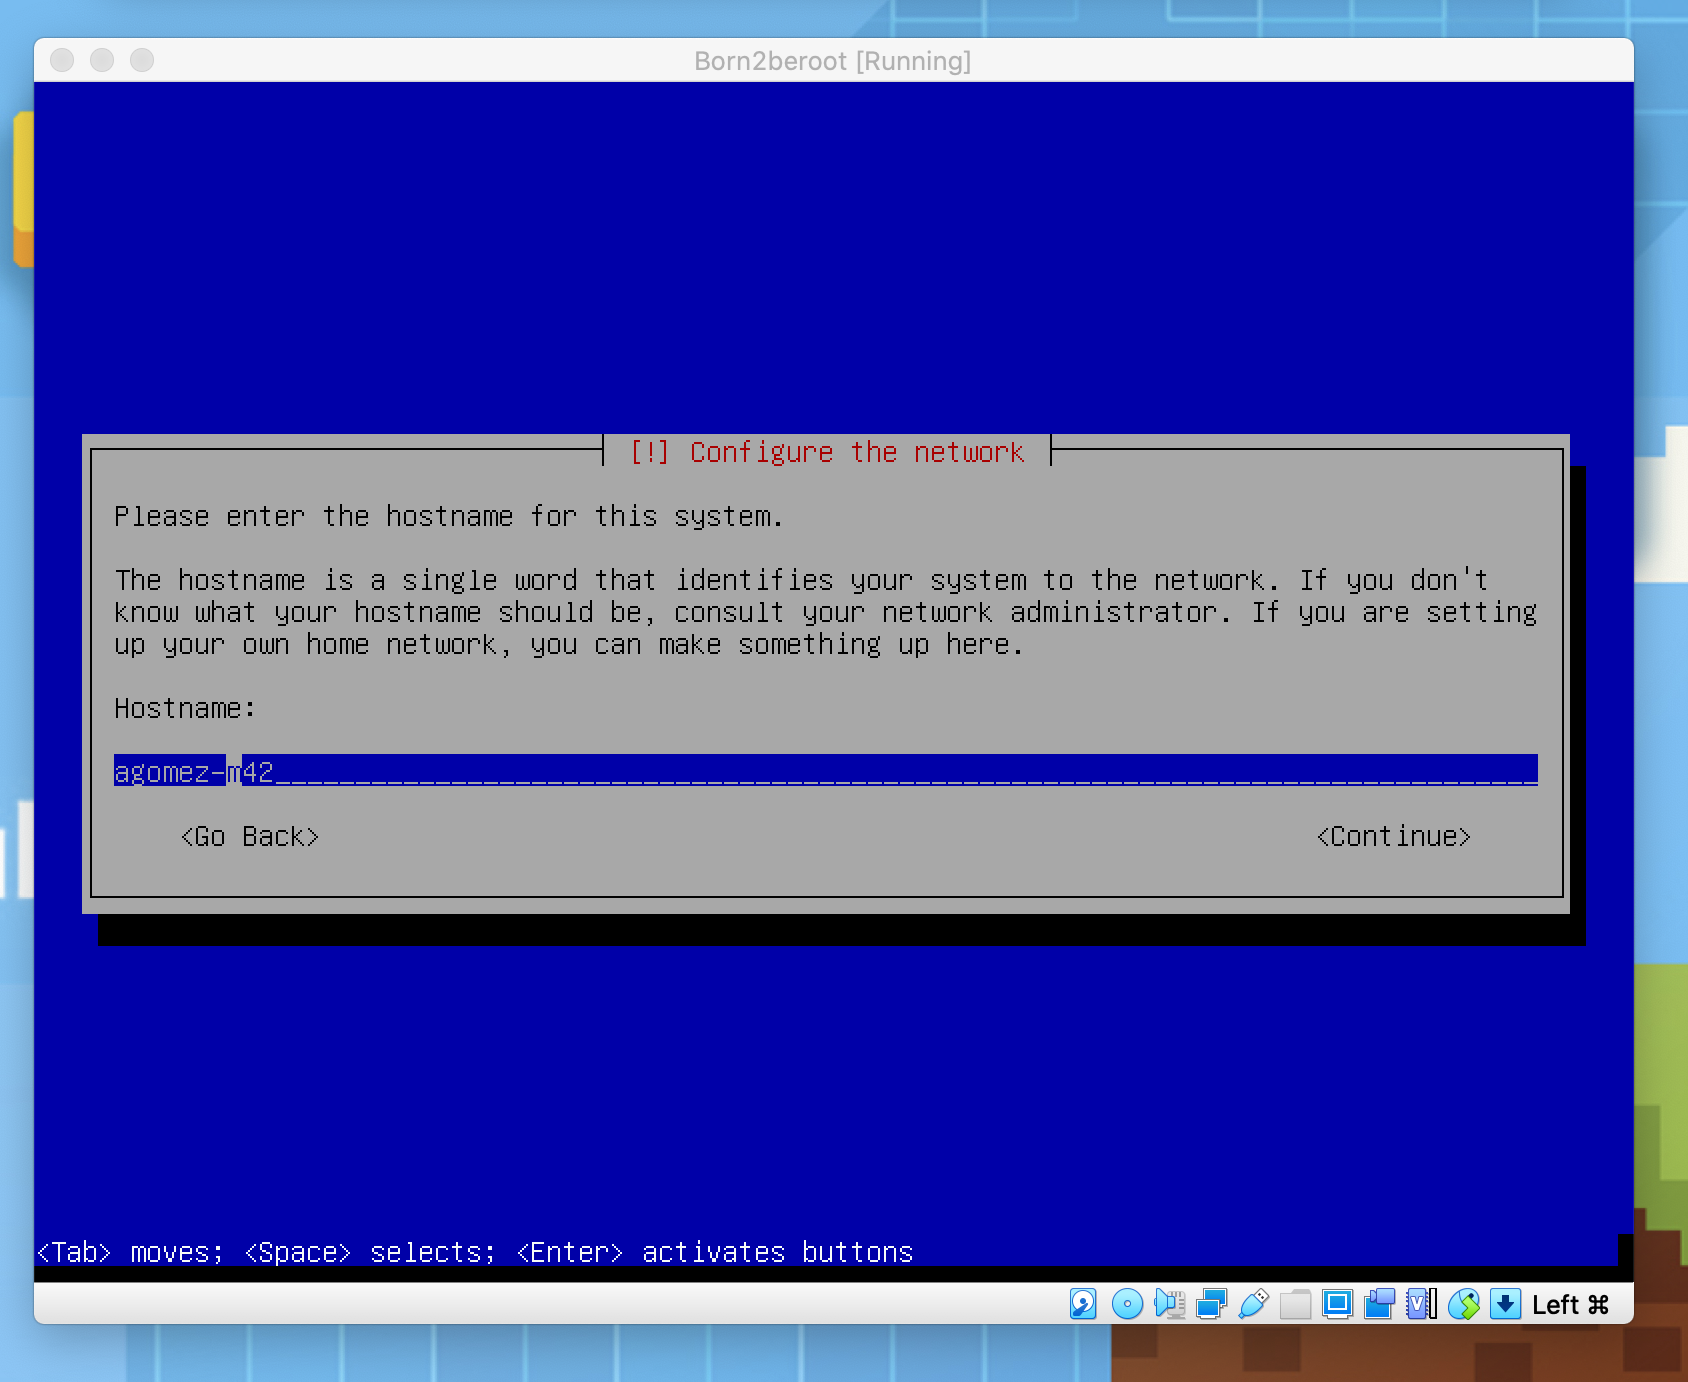 Born2beroot [Running]
[!] Configure the network
Please enter the hostname for this system.
The hostname is a single word that identifies your system to the network. If you don't
know what your hostname should be, consult your network administrator. If you are setting
up your own home network, you can make something up here.
Hostname:
agomez-m42
<Go Back> <Continue>
<Tab> moves; <Space> selects; <Enter> activates buttons
Left ⌘